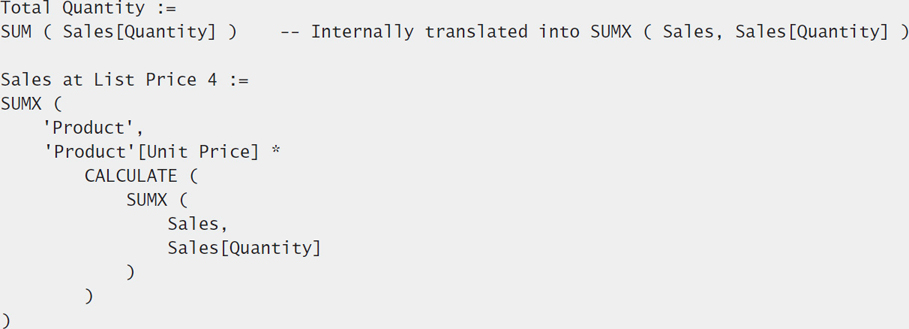 Total Quantity :=
SUM ( Sales[Quantity] )    -- Internally translated into SUMX ( Sales, Sales[Quantity] )
Sales at List Price 4 :=
SUMX (
    'Product',
    'Product'[Unit Price] *
        CALCULATE (
            SUMX (
                Sales,
                Sales[Quantity]
            )
        )
)